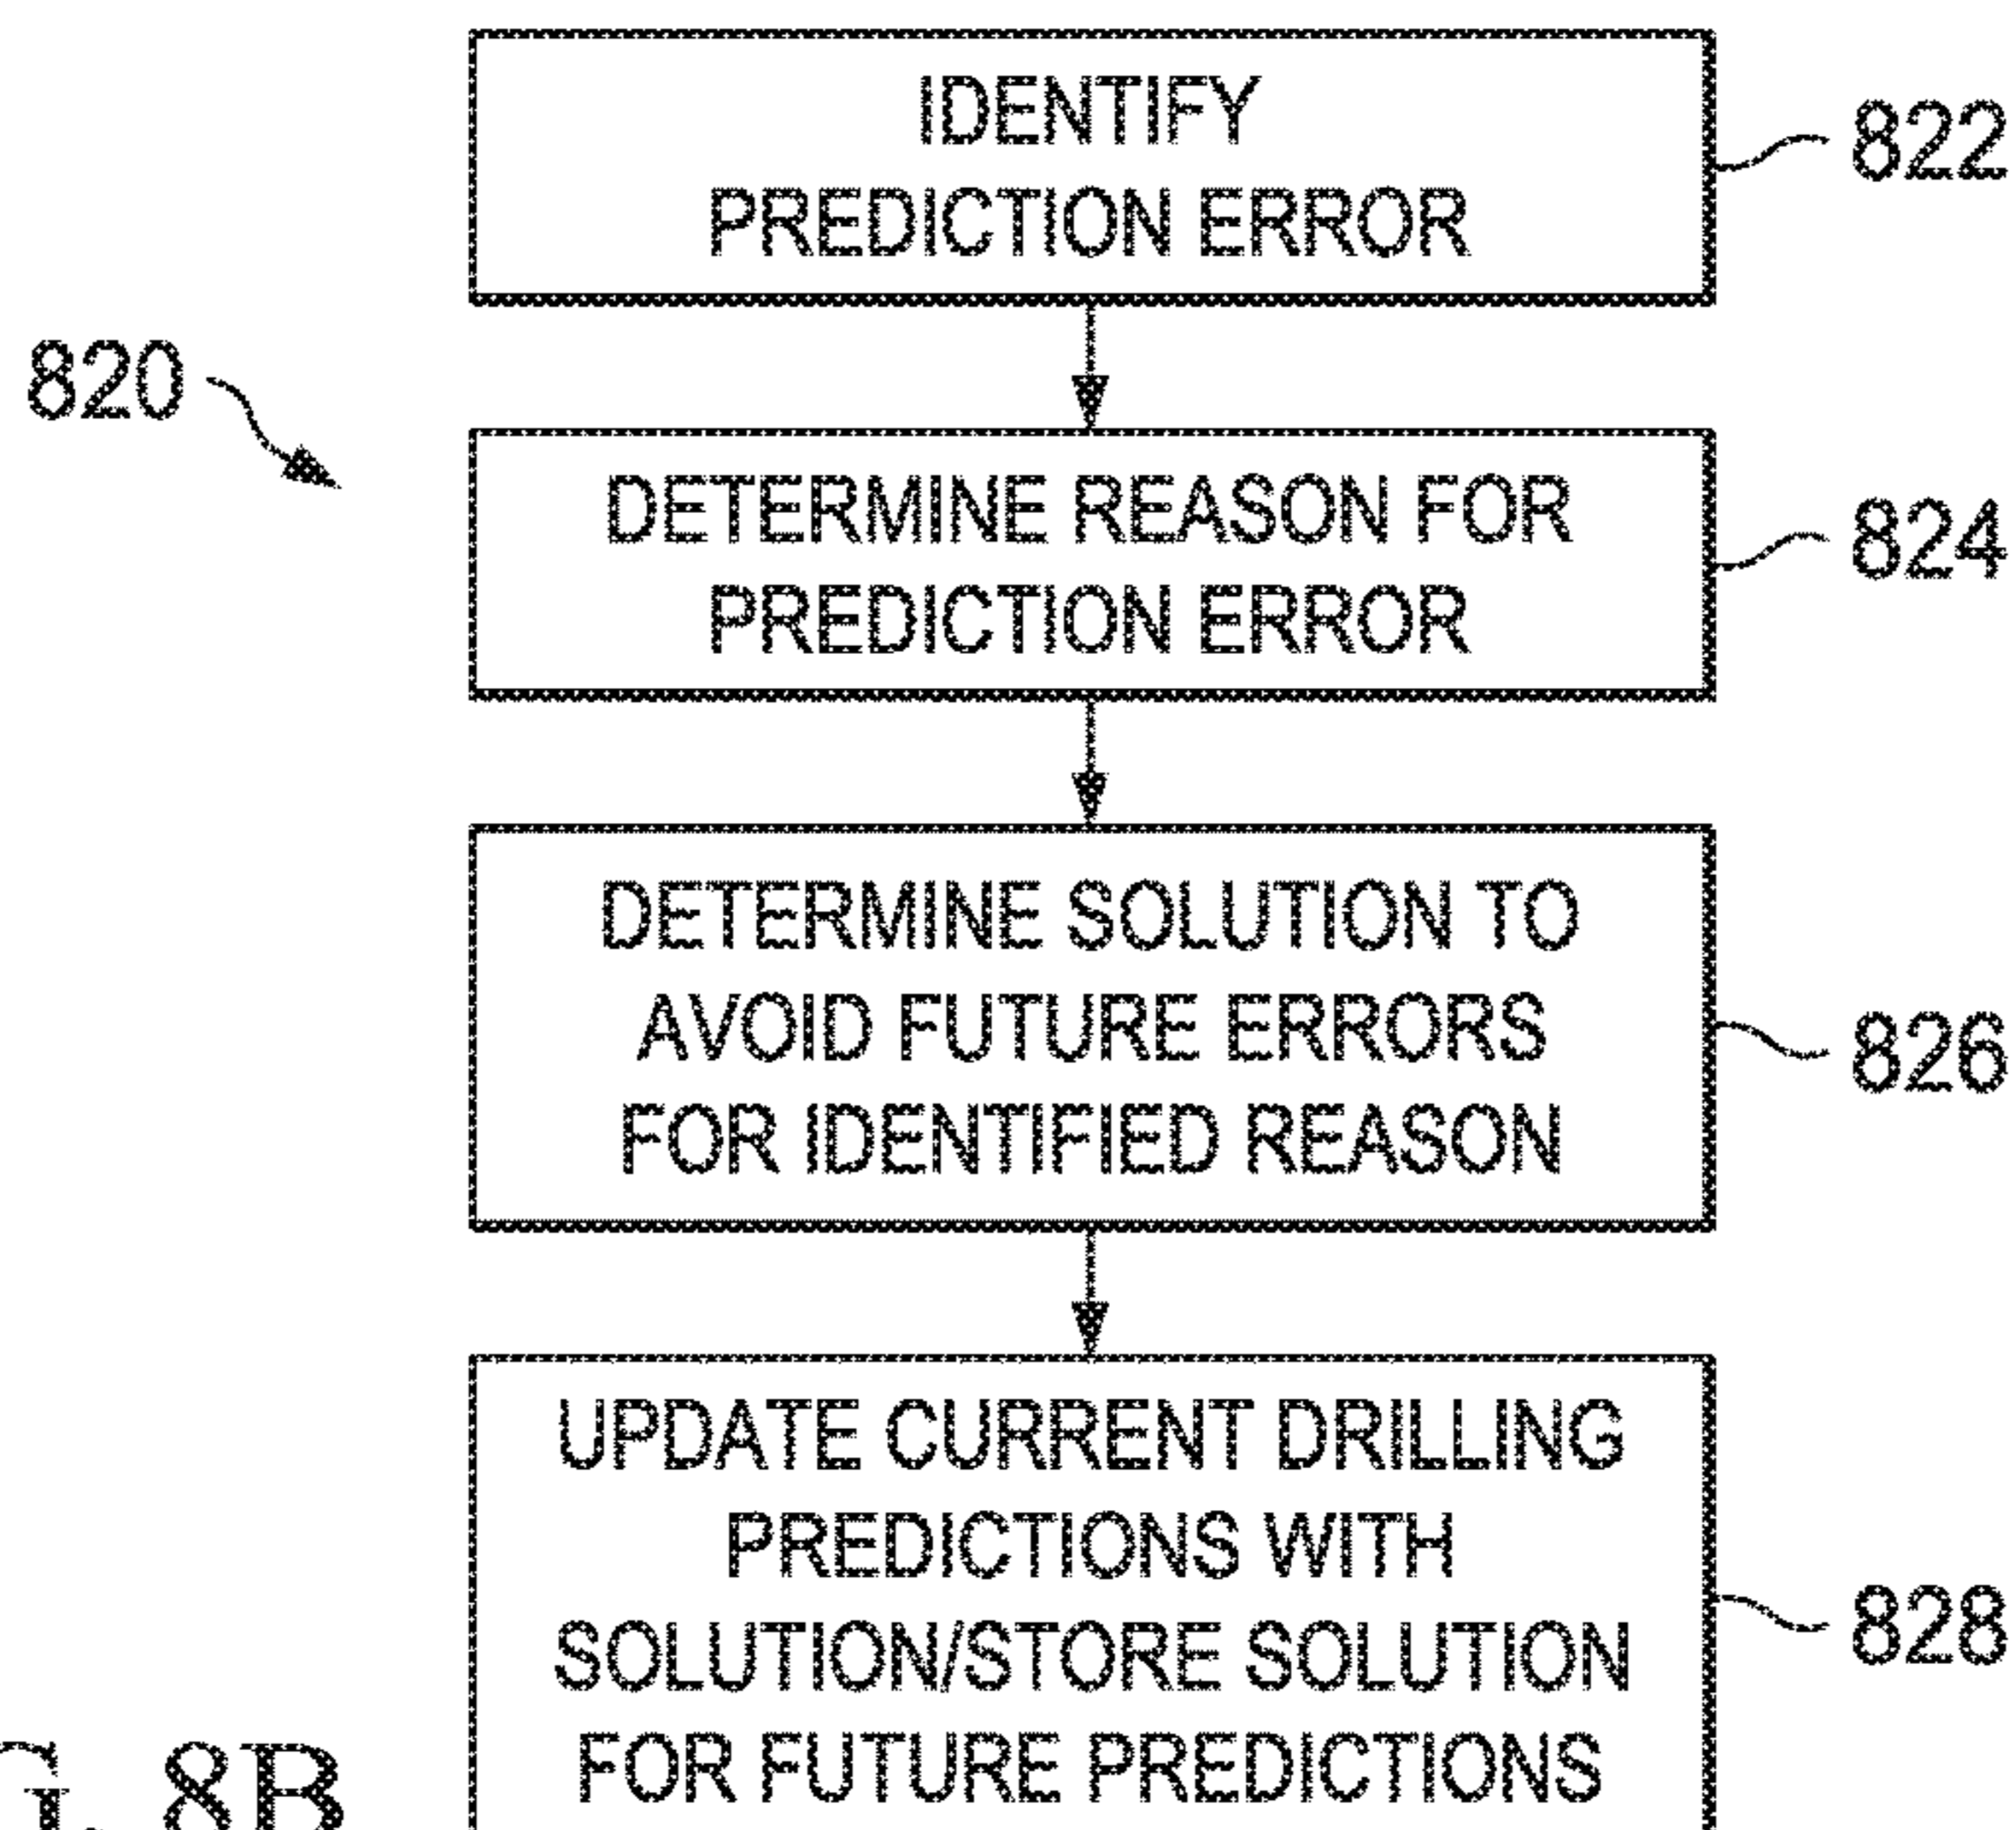 IDENTIFY
PREDICTION ERROR
822
820
DETERMINE REASON FOR
PREDICTION ERROR
824
DETERMINE SOLUTION TO
AVOID FUTURE ERRORS
FOR IDENTIFIED REASON
826
UPDATE CURRENT DRILLING
PREDICTIONS WITH
SOLUTION/STORE SOLUTION
FOR FUTURE PREDICTIONS
828
G. 8B